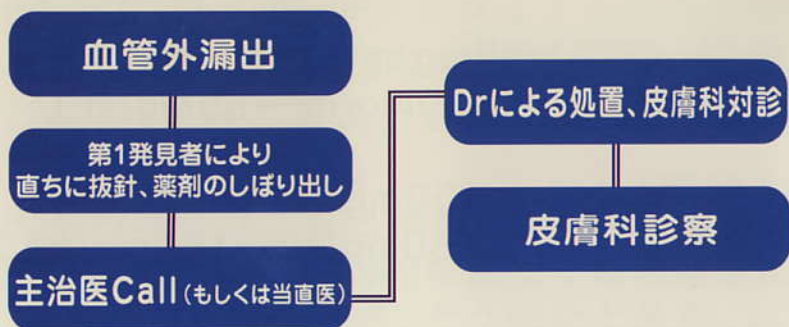 血管外漏出
第1発見者により
直ちに抜針、薬剤のしぼり出し
主治医Call(もしくは当直医)
Drによる処置、皮膚科対診
皮膚科診察